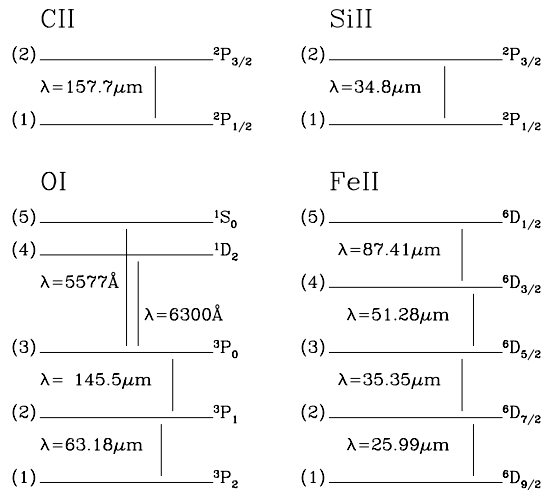 CII
(2) ²P₃/₂
λ=157.7μm
(1) ²P₁/₂
SiII
(2) ²P₃/₂
λ=34.8μm
(1) ²P₁/₂
OI
(5) ¹S₀
(4) ¹D₂
λ=5577Å
λ=6300Å
(3) ³P₀
λ= 145.5μm
(2) ³P₁
λ=63.18μm
(1) ³P₂
FeII
(5) ⁶D₁/₂
λ=87.41μm
(4) ⁶D₃/₂
λ=51.28μm
(3) ⁶D₅/₂
λ=35.35μm
(2) ⁶D₇/₂
λ=25.99μm
(1) ⁶D₉/₂